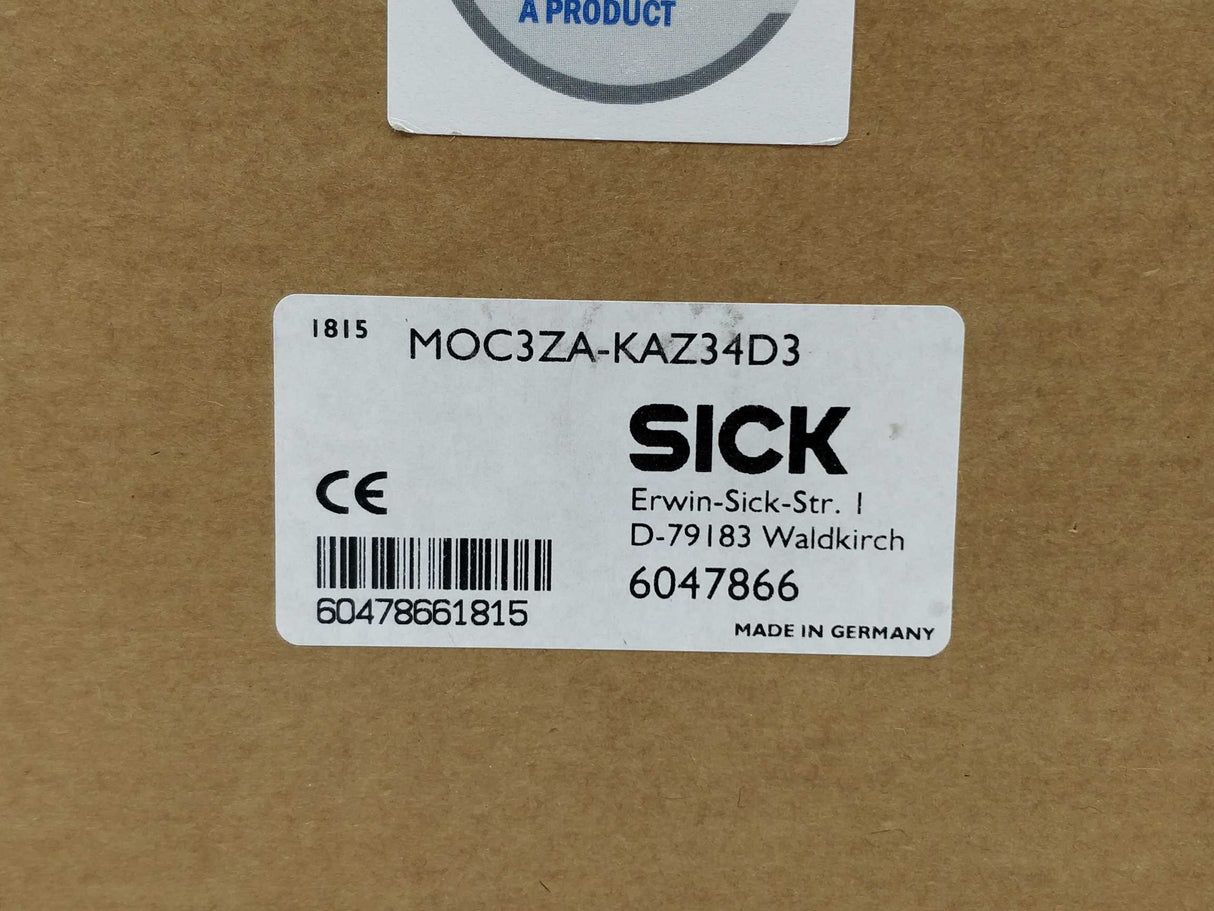 A PRODUCT
1815 MOC3ZA-KAZ34D3
SICK
CE
Erwin-Sick-Str. 1
D-79183 Waldkirch
6047866
60478661815
MADE IN GERMANY